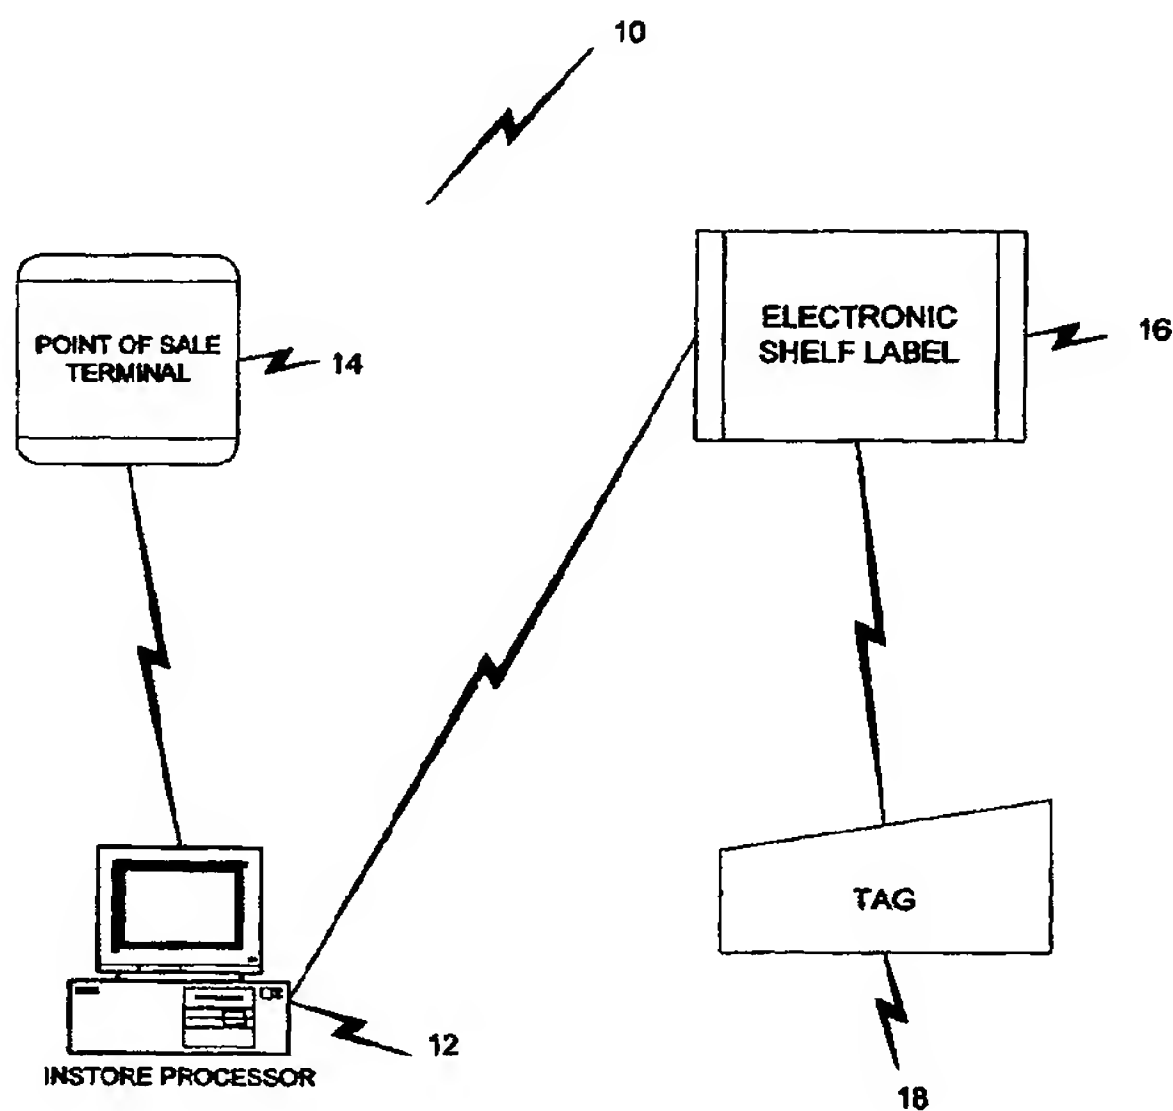 10
POINT OF SALE
TERMINAL
14
ELECTRONIC
SHELF LABEL
16
TAG
12
INSTORE PROCESSOR
18